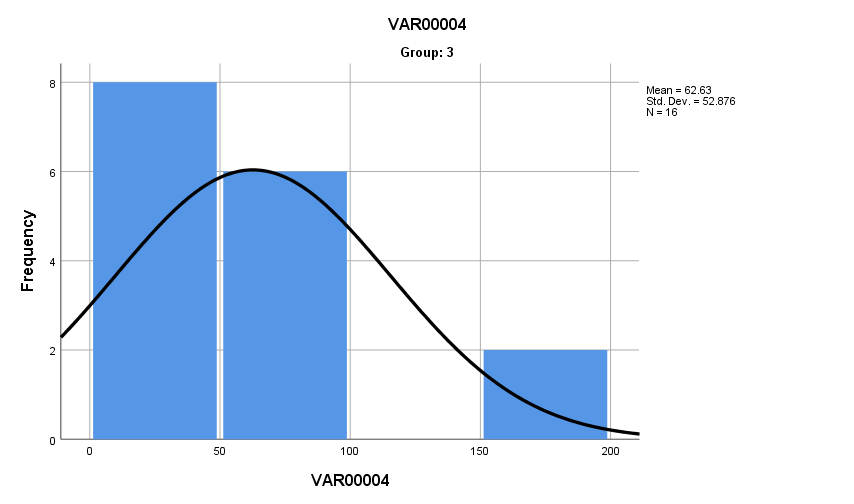 VAR00004
Group: 3
Mean = 62.63
Std. Dev. = 52.876
N = 16
Frequency
8
6
4
2
0
0 50 100 150 200
VAR00004